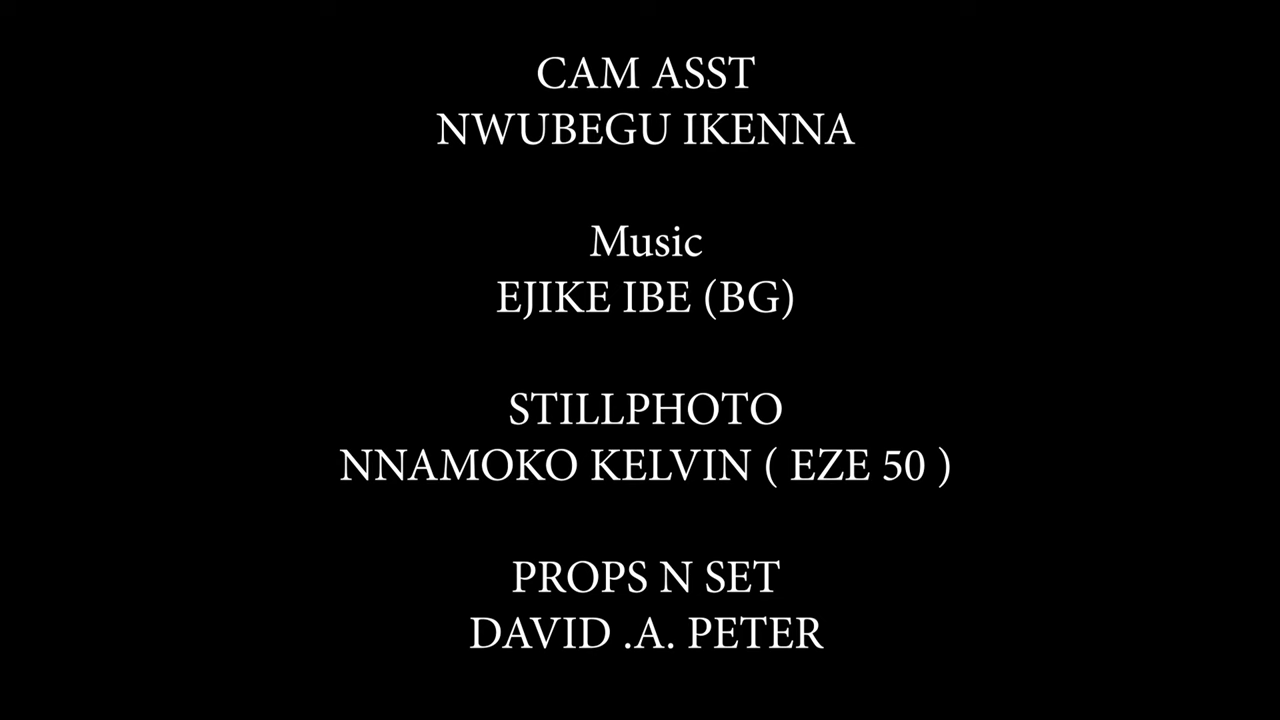 CAM ASST
NWUBEGU IKENNA
Music
EJIKE IBE (BG)
STILLPHOTO
NNAMOKO KELVIN ( EZE 50 )
PROPS N SET
DAVID .A. PETER